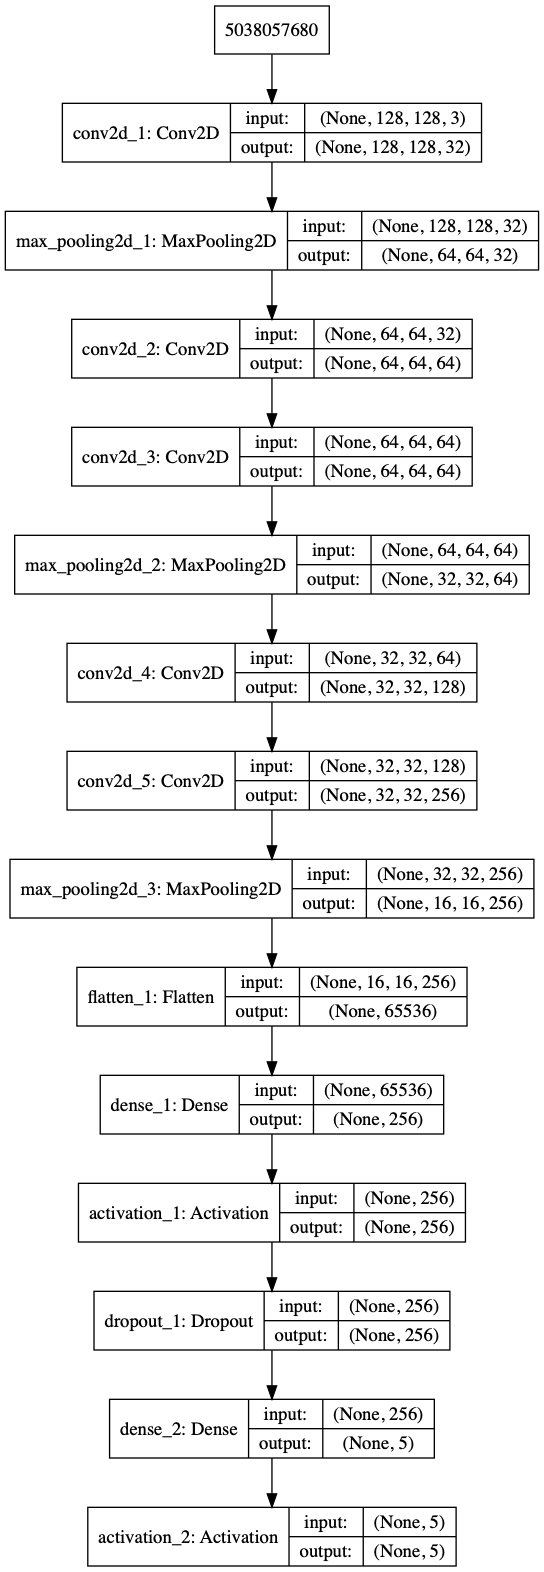 5038057680
conv2d_1: Conv2D
input:
(None, 128, 128, 3)
output:
(None, 128, 128, 32)
max_pooling2d_1: MaxPooling2D
input:
(None, 128, 128, 32)
output:
(None, 64, 64, 32)
conv2d_2: Conv2D
input:
(None, 64, 64, 32)
output:
(None, 64, 64, 64)
conv2d_3: Conv2D
input:
(None, 64, 64, 64)
output:
(None, 64, 64, 64)
max_pooling2d_2: MaxPooling2D
input:
(None, 64, 64, 64)
output:
(None, 32, 32, 64)
conv2d_4: Conv2D
input:
(None, 32, 32, 64)
output:
(None, 32, 32, 128)
conv2d_5: Conv2D
input:
(None, 32, 32, 128)
output:
(None, 32, 32, 256)
max_pooling2d_3: MaxPooling2D
input:
(None, 32, 32, 256)
output:
(None, 16, 16, 256)
flatten_1: Flatten
input:
(None, 16, 16, 256)
output:
(None, 65536)
dense_1: Dense
input:
(None, 65536)
output:
(None, 256)
activation_1: Activation
input:
(None, 256)
output:
(None, 256)
dropout_1: Dropout
input:
(None, 256)
output:
(None, 256)
dense_2: Dense
input:
(None, 256)
output:
(None, 5)
activation_2: Activation
input:
(None, 5)
output:
(None, 5)